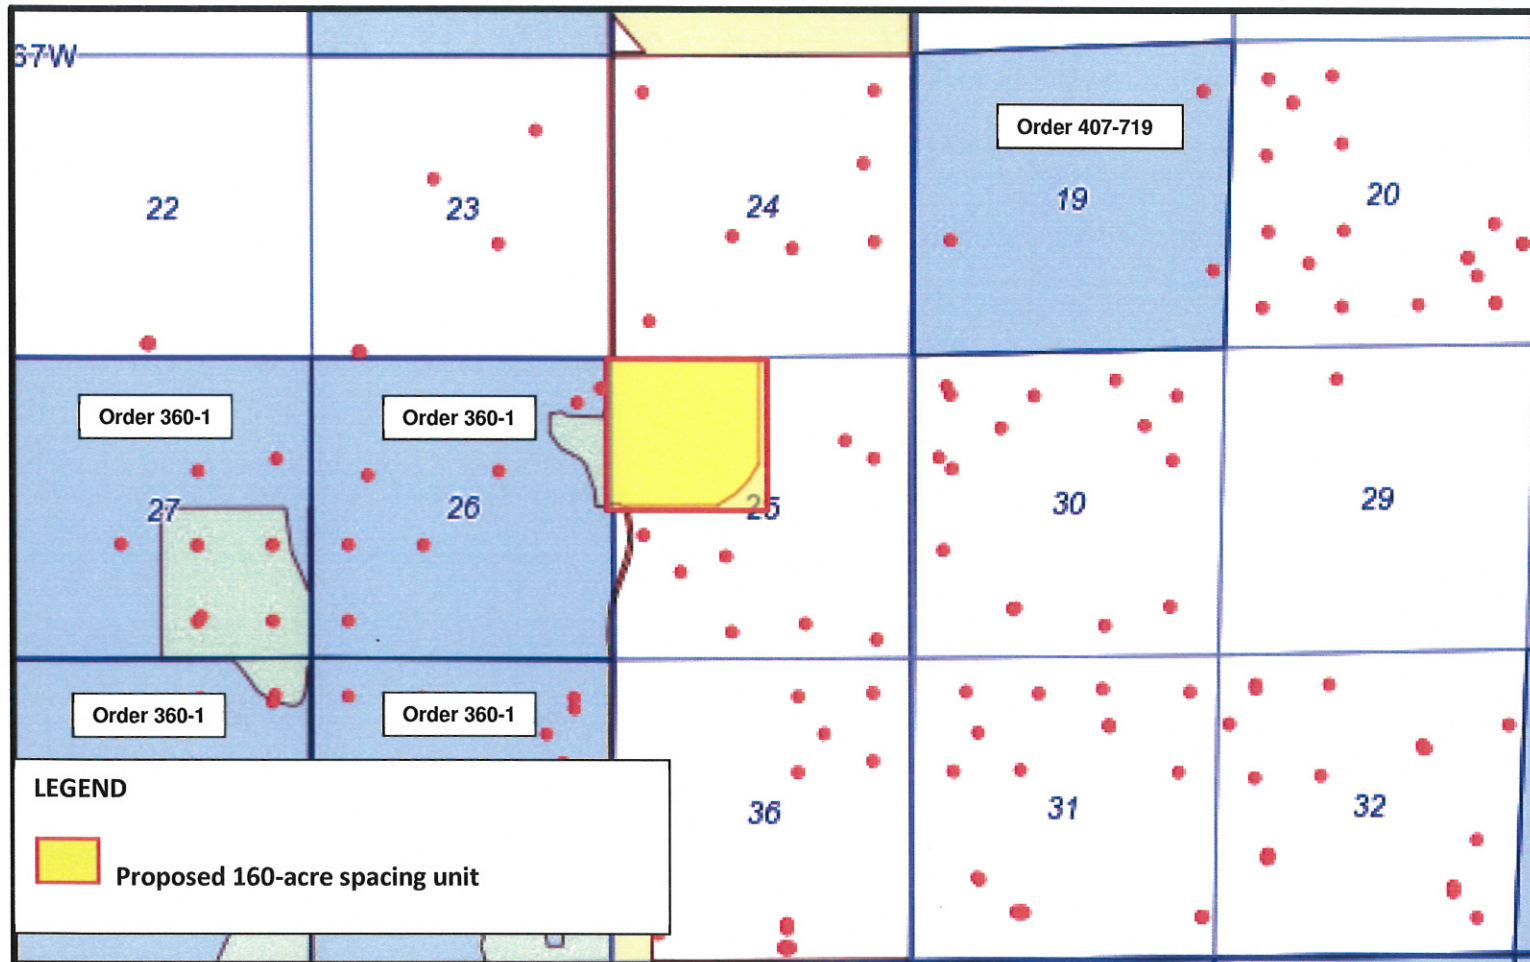 67W
Order 407-719
22
23
24
19
20
Order 360-1
Order 360-1
27
26
25
30
29
Order 360-1
Order 360-1
LEGEND
Proposed 160-acre spacing unit
36
31
32